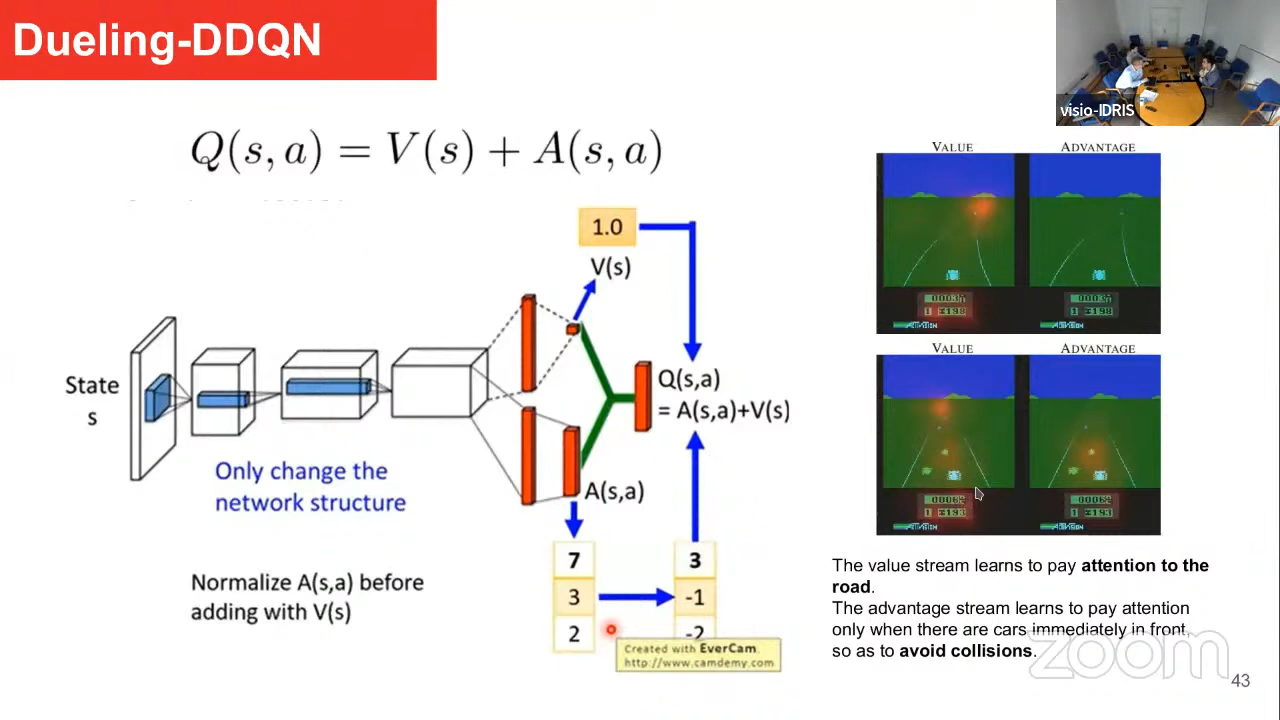 Dueling-DDQN
visio-IDRIS
Q(s, a) = V(s) + A(s, a)
VALUE ADVANTAGE
1.0
V(s)
State
s
Q(s,a)
= A(s,a)+V(s)
VALUE ADVANTAGE
Only change the
network structure
A(s,a)
Normalize A(s,a) before
adding with V(s)
7 3
3 -1
2 -2
Created with EverCam.
http://www.camdemy.com
The value stream learns to pay attention to the
road.
The advantage stream learns to pay attention
only when there are cars immediately in front,
so as to avoid collisions.
zoom
43